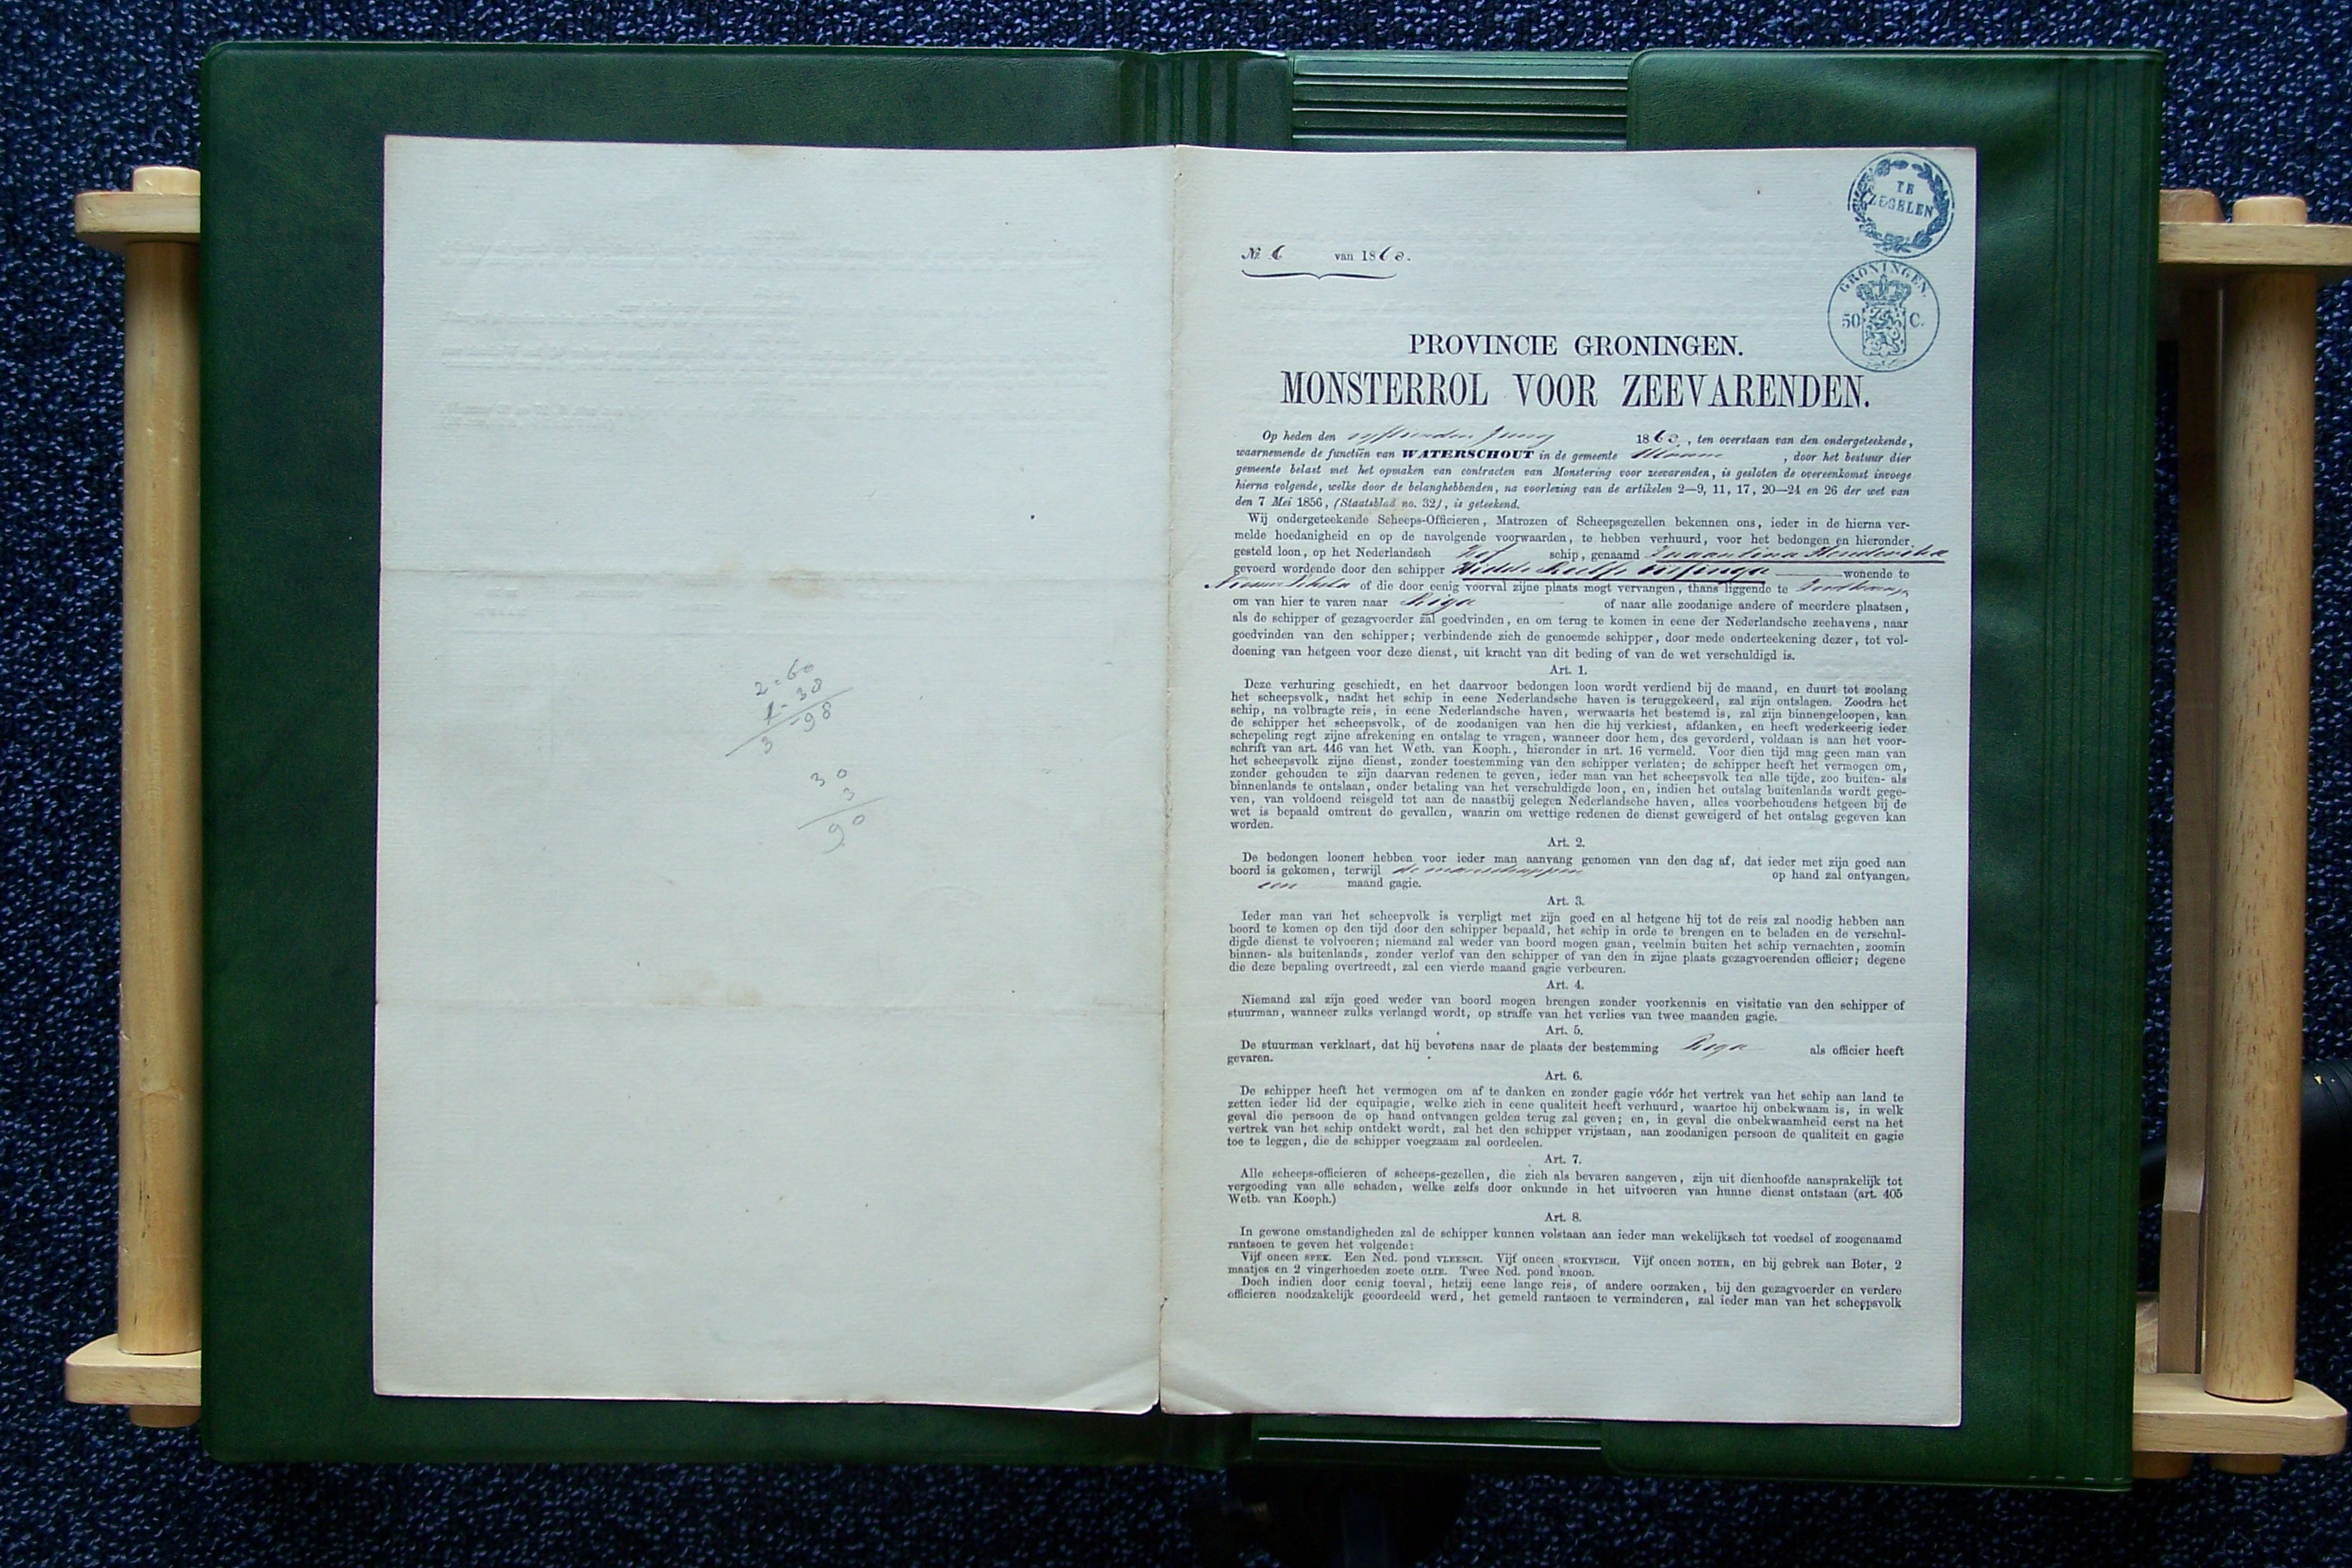 2-60
1-38
3-98
30
3
90
TE
ZEGELEN
GRONINGEN.
50 C.
№ 6 van 1860.
PROVINCIE GRONINGEN.
MONSTERROL VOOR ZEEVARENDEN.
Op heden den vyftienden Juny 1860, ten overstaan van den ondergeteekende,
waarnemende de functiën van WATERSCHOUT in de gemeente , door het bestuur dier
gemeente belast met het opmaken van contracten van Monstering voor zeevarenden, is gesloten de overeenkomst invoege
hierna volgende, welke door de belanghebbenden, na voorlezing van de artikelen 2—9, 11, 17, 20—24 en 26 der wet van
den 7 Mei 1856, (Staatsblad no. 32), is geteekend.
Wij ondergeteekende Scheeps-Officieren, Matrozen of Scheepsgezellen bekennen ons, ieder in de hierna ver-
melde hoedanigheid en op de navolgende voorwaarden, te hebben verhuurd, voor het bedongen en hieronder
gesteld loon, op het Nederlandsch Kof schip, genaamd Henderika
gevoerd wordende door den schipper Roelfs wonende te
Nieuwe Pekela of die door eenig voorval zijne plaats mogt vervangen, thans liggende te
om van hier te varen naar Riga of naar alle zoodanige andere of meerdere plaatsen,
als de schipper of gezagvoerder zal goedvinden, en om terug te komen in eene der Nederlandsche zeehavens, naar
goedvinden van den schipper; verbindende zich de genoemde schipper, door mede onderteekening dezer, tot vol-
doening van hetgeen voor deze dienst, uit kracht van dit beding of van de wet verschuldigd is.
Art. 1.
Deze verhuring geschiedt, en het daarvoor bedongen loon wordt verdiend bij de maand, en duurt tot zoolang
het scheepsvolk, nadat het schip in eene Nederlandsche haven is teruggekeerd, zal zijn ontslagen. Zoodra het
schip, na volbragte reis, in eene Nederlandsche haven, werwaarts het bestemd is, zal zijn binnengeloopen, kan
de schipper het scheepsvolk, of de zoodanigen van hen die hij verkiest, afdanken, en heeft wederkeerig ieder
schepeling regt zijne afrekening en ontslag te vragen, wanneer door hem, des gevorderd, voldaan is aan het voor-
schrift van art. 446 van het Wetb. van Kooph., hieronder in art. 16 vermeld. Voor dien tijd mag geen man van
het scheepsvolk zijne dienst, zonder toestemming van den schipper verlaten; de schipper heeft het vermogen om,
zonder gehouden te zijn daarvan redenen te geven, ieder man van het scheepsvolk ten alle tijde, zoo buiten- als
binnenlands te ontslaan, onder betaling van het verschuldigde loon, en, indien het ontslag buitenlands wordt gege-
ven, van voldoend reisgeld tot aan de naastbij gelegen Nederlandsche haven, alles voorbehoudens hetgeen bij de
wet is bepaald omtrent de gevallen, waarin om wettige redenen de dienst geweigerd of het ontslag gegeven kan
worden.
Art. 2.
De bedongen loonen hebben voor ieder man aanvang genomen van den dag af, dat ieder met zijn goed aan
boord is gekomen, terwijl de manschappen op hand zal ontvangen.
een maand gagie.
Art. 3.
Ieder man van het scheepvolk is verpligt met zijn goed en al hetgene hij tot de reis zal noodig hebben aan
boord te komen op den tijd door den schipper bepaald, het schip in orde te brengen en te beladen en de verschul-
digde dienst te volvoeren; niemand zal weder van boord mogen gaan, veelmin buiten het schip vernachten, zoomin
binnen- als buitenlands, zonder verlof van den schipper of van den in zijne plaats gezagvoerenden officier; degene
die deze bepaling overtreedt, zal een vierde maand gagie verbeuren.
Art. 4.
Niemand zal zijn goed weder van boord mogen brengen zonder voorkennis en visitatie van den schipper of
stuurman, wanneer zulks verlangd wordt, op straffe van het verlies van twee maanden gagie.
Art. 5.
De stuurman verklaart, dat hij bevorens naar de plaats der bestemming Riga als officier heeft
gevaren.
Art. 6.
De schipper heeft het vermogen om af te danken en zonder gagie vóór het vertrek van het schip aan land te
zetten ieder lid der equipagie, welke zich in eene qualiteit heeft verhuurd, waartoe hij onbekwaam is, in welk
geval die persoon de op hand ontvangen gelden terug zal geven; en, in geval die onbekwaamheid eerst na het
vertrek van het schip ontdekt wordt, zal het den schipper vrijstaan, aan zoodanigen persoon de qualiteit en gagie
toe te leggen, die de schipper voegzaam zal oordeelen.
Art. 7.
Alle scheeps-officieren of scheeps-gezellen, die zich als bevaren aangeven, zijn uit dienhoofde aansprakelijk tot
vergoeding van alle schaden, welke zelfs door onkunde in het uitvoeren van hunne dienst ontstaan (art. 405
Wetb. van Kooph.)
Art. 8.
In gewone omstandigheden zal de schipper kunnen volstaan aan ieder man wekelijksch tot voedsel of zoogenaamd
rantsoen te geven het volgende:
Vijf oncen SPEK. Een Ned. pond VLEESCH. Vijf oncen STOKVISCH. Vijf oncen BOTER, en bij gebrek aan Boter, 2
maatjes en 2 vingerhoeden zoete OLIE. Twee Ned. pond BROOD.
Doch indien door eenig toeval, hetzij eene lange reis, of andere oorzaken, bij den gezagvoerder en verdere
officieren noodzakelijk geoordeeld werd, het gemeld rantsoen te verminderen, zal ieder man van het scheppsvolk